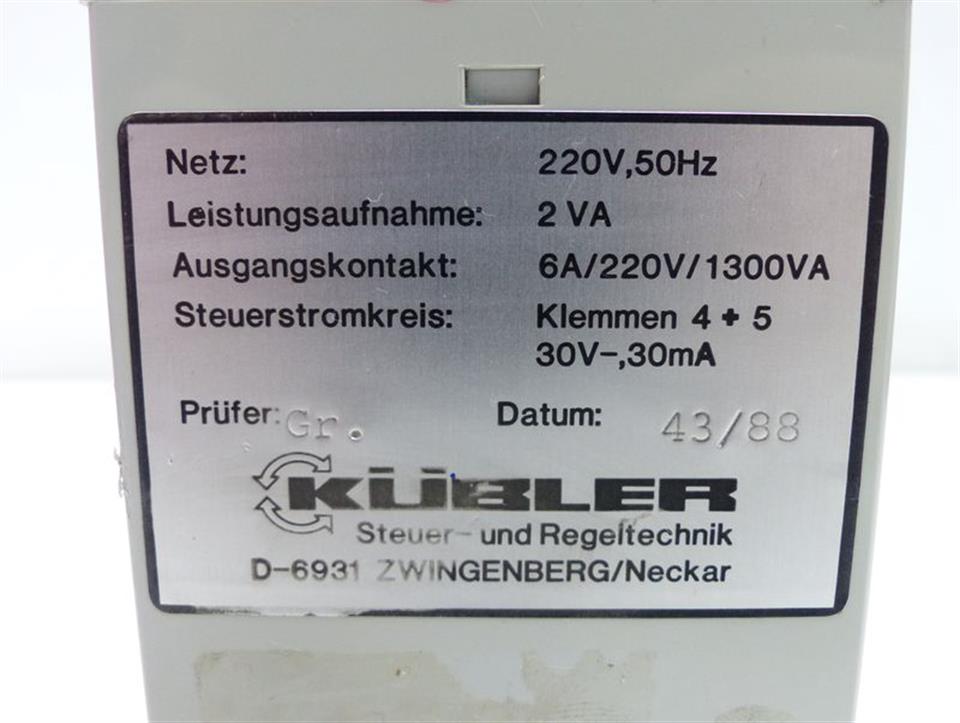 Netz: 220V,50Hz
Leistungsaufnahme: 2 VA
Ausgangskontakt: 6A/220V/1300VA
Steuerstromkreis: Klemmen 4 + 5
30V-,30mA
Prüfer: Gr. Datum: 43/88
KÜBLER
Steuer- und Regeltechnik
D-6931 ZWINGENBERG/Neckar